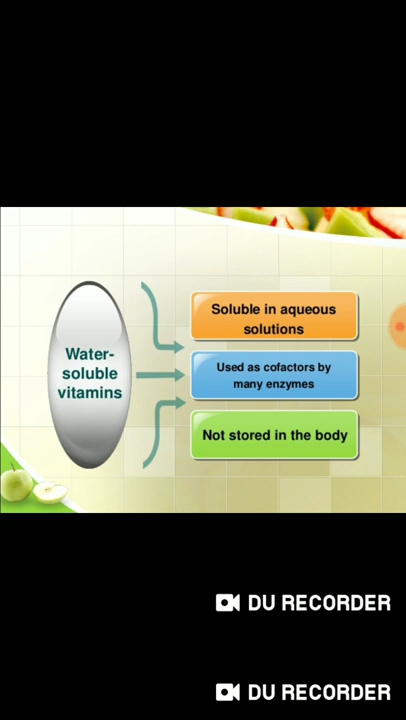 Water-
soluble
vitamins
Soluble in aqueous
solutions
Used as cofactors by
many enzymes
Not stored in the body
DU RECORDER
DU RECORDER